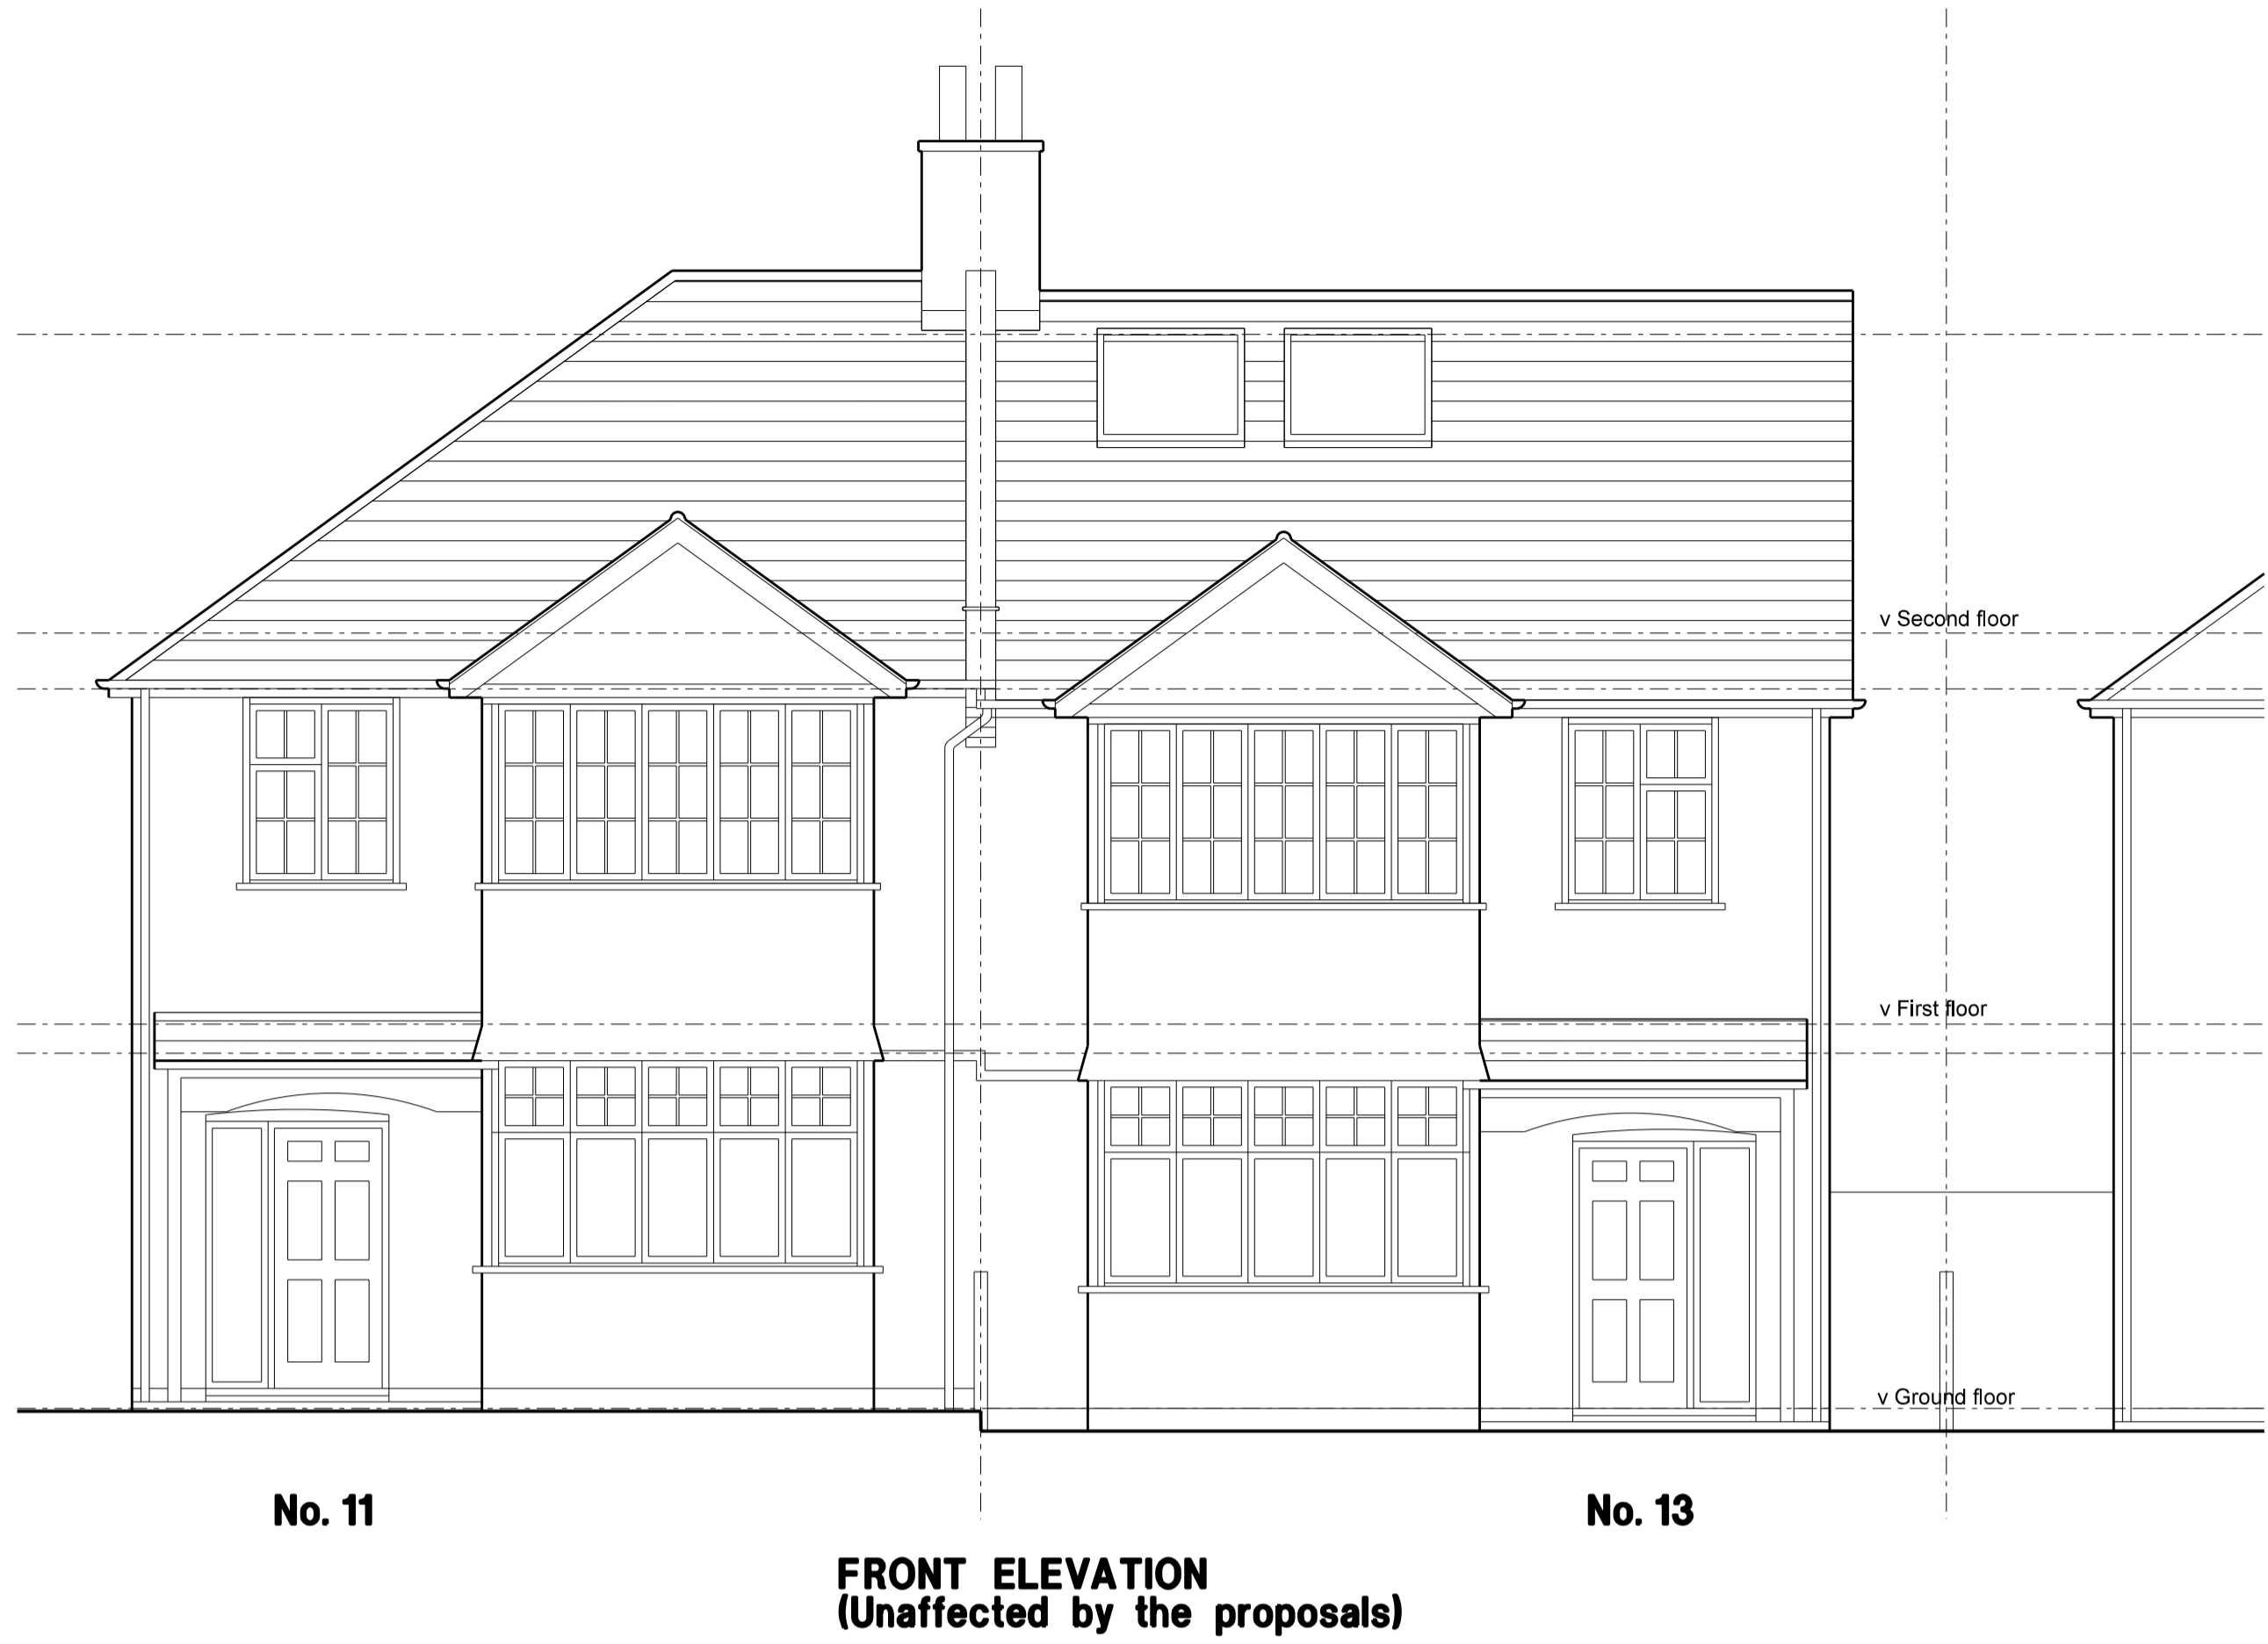 v Second floor
v First floor
v Ground floor
No. 11
No. 13
FRONT ELEVATION
(Unaffected by the proposals)